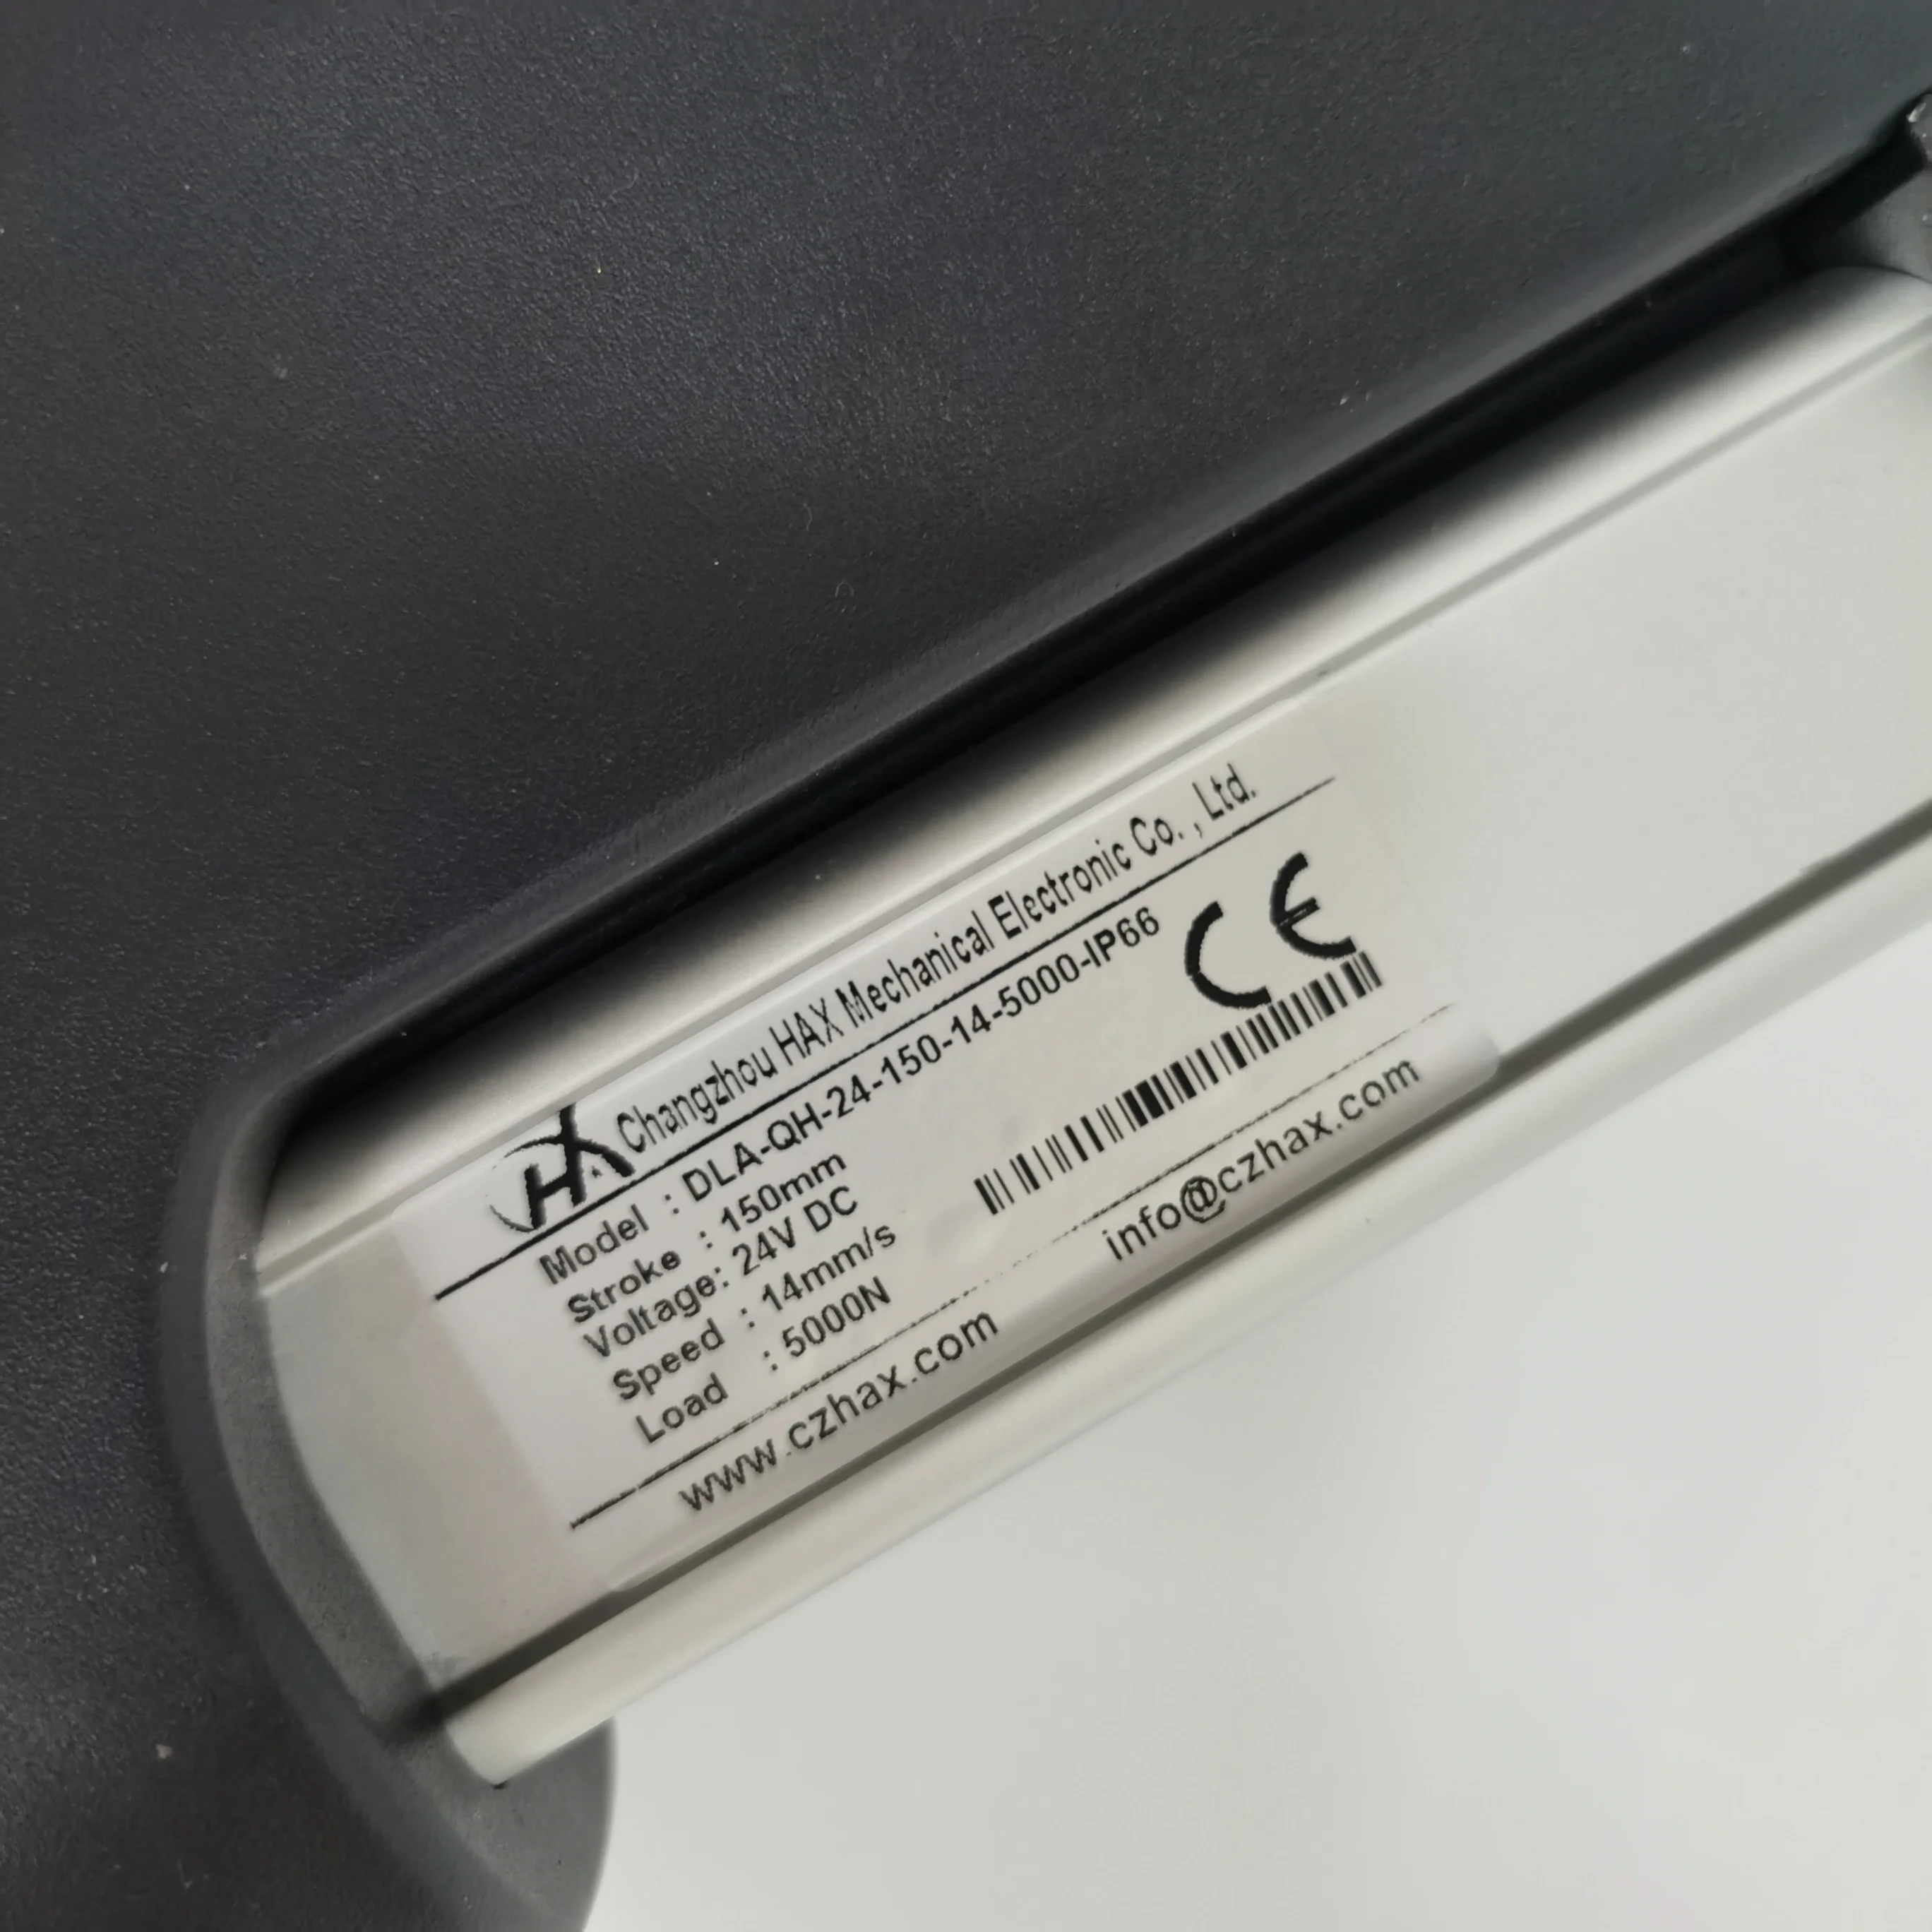 HAX Changzhou HAX Mechanical Electronic Co., Ltd.
Model : DLA-QH-24-150-14-5000-IP66
Stroke : 150mm
Voltage: 24V DC
Speed : 14mm/s
Load : 5000N
CE
www.czhax.com info@czhax.com